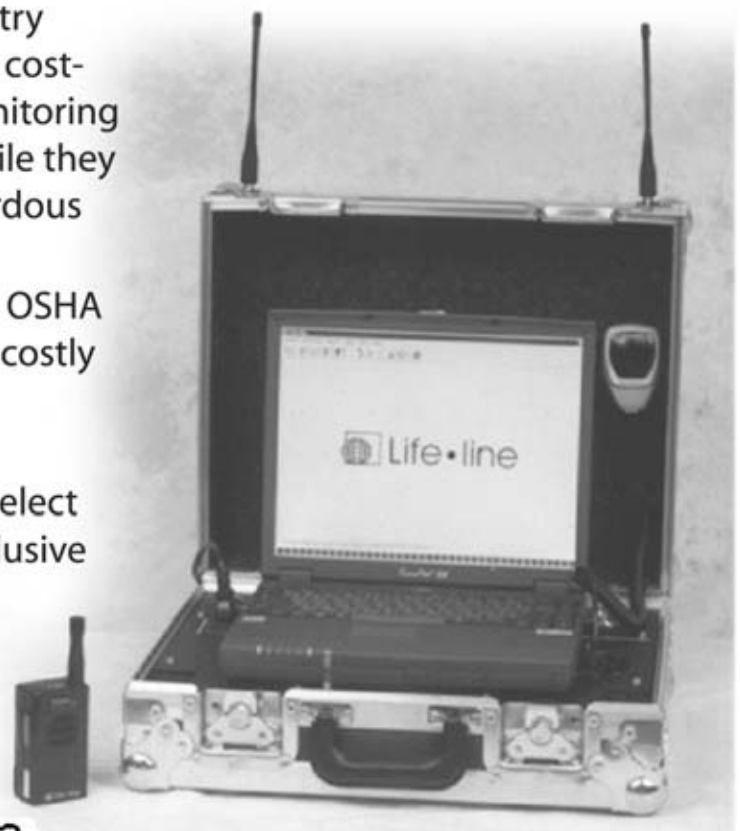 try
cost-
nitoring
ile they
rdous
OSHA
costly
elect
lusive
Life•line